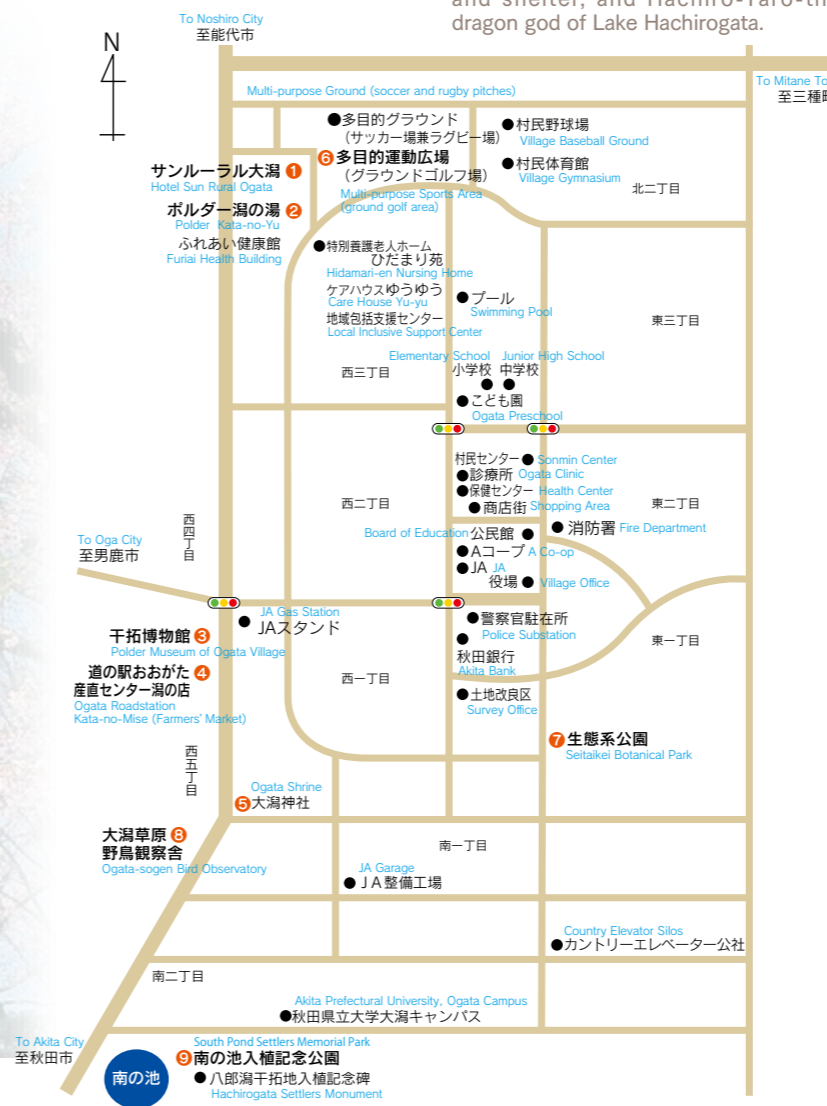 and shelter, and Hachiro-Taro-th
dragon god of Lake Hachirogata.
To Noshiro City
至能代市
N
To Mitane To
至三種町
Multi-purpose Ground (soccer and rugby pitches)
●多目的グラウンド
(サッカー場兼ラグビー場)
●村民野球場
Village Baseball Ground
❻多目的運動広場
(グラウンドゴルフ場)
Multi-purpose Sports Area
(ground golf area)
●村民体育館
Village Gymnasium
北二丁目
サンルーラル大潟❶
Hotel Sun Rural Ogata
ポルダー潟の湯❷
Polder Kata-no-Yu
ふれあい健康館
Furiai Health Building
●特別養護老人ホーム
ひだまり苑
Hidamari-en Nursing Home
ケアハウスゆうゆう
Care House Yu-yu
地域包括支援センター
Local Inclusive Support Center
●プール
Swimming Pool
東三丁目
Elementary School Junior High School
小学校 中学校
西三丁目
●こども園
Ogata Preschool
村民センター● Sonmin Center
●診療所 Ogata Clinic
●保健センター Health Center
●商店街 Shopping Area
西二丁目
東二丁目
西四丁目
Board of Education 公民館●
●消防署 Fire Department
●Aコープ A Co-op
●JA JA
役場● Village Office
To Oga City
至男鹿市
JA Gas Station
●JAスタンド
●警察官駐在所
Police Substation
東一丁目
干拓博物館❸
Polder Museum of Ogata Village
●秋田銀行
Akita Bank
道の駅おおがた❹
産直センター潟の店
Ogata Roadstation
Kata-no-Mise (Farmers' Market)
西一丁目
●土地改良区
Survey Office
❼生態系公園
Seitaikei Botanical Park
西五丁目
Ogata Shrine
❺大潟神社
大潟草原❽
野鳥観察舎
Ogata-sogen Bird Observatory
南一丁目
JA Garage
●JA整備工場
Country Elevator Silos
●カントリーエレベーター公社
南二丁目
Akita Prefectural University, Ogata Campus
●秋田県立大学大潟キャンパス
To Akita City
至秋田市
South Pond Settlers Memorial Park
❾南の池入植記念公園
南の池
●八郎潟干拓地入植記念碑
Hachirogata Settlers Monument